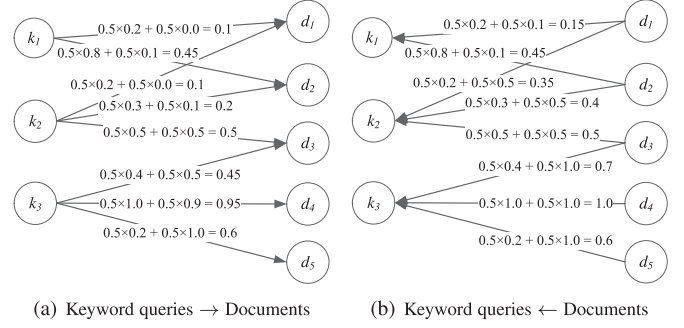 k1
k2
k3
0.5×0.2 + 0.5×0.0 = 0.1
0.5×0.8 + 0.5×0.1 = 0.45
0.5×0.2 + 0.5×0.0 = 0.1
0.5×0.3 + 0.5×0.1 = 0.2
0.5×0.5 + 0.5×0.5 = 0.5
0.5×0.4 + 0.5×0.5 = 0.45
0.5×1.0 + 0.5×0.9 = 0.95
0.5×0.2 + 0.5×1.0 = 0.6
d1
d2
d3
d4
d5
(a) Keyword queries → Documents
k1
k2
k3
0.5×0.2 + 0.5×0.1 = 0.15
0.5×0.8 + 0.5×0.1 = 0.45
0.5×0.2 + 0.5×0.5 = 0.35
0.5×0.3 + 0.5×0.5 = 0.4
0.5×0.5 + 0.5×0.5 = 0.5
0.5×0.4 + 0.5×1.0 = 0.7
0.5×1.0 + 0.5×1.0 = 1.0
0.5×0.2 + 0.5×1.0 = 0.6
d1
d2
d3
d4
d5
(b) Keyword queries ← Documents